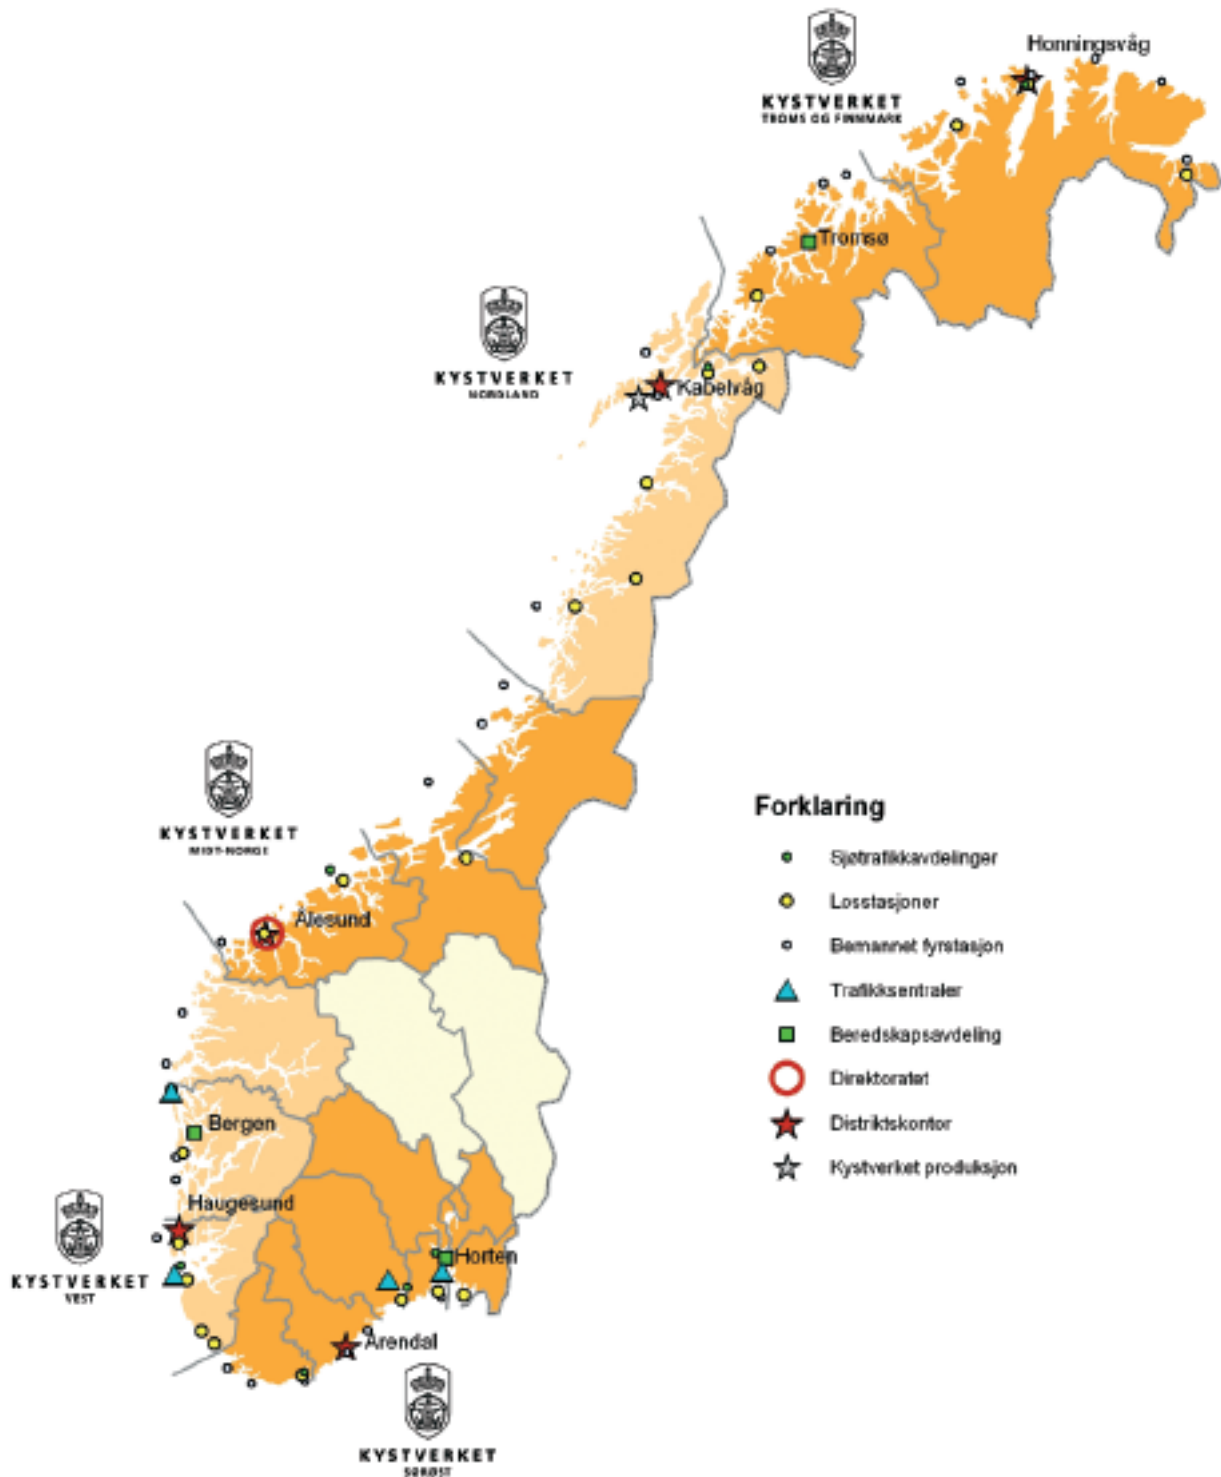 Honningsvåg
KYSTVERKET
TROMS OG FINNMARK
Tromsø
KYSTVERKET
NORDLAND
Kabelvåg
KYSTVERKET
MIDT-NORGE
Ålesund
Forklaring
Sjøtrafikkavdelinger
Losstasjoner
Bemannet fyrstasjon
Trafikksentraler
Beredskapsavdeling
Direktoratet
Distriktskontor
Kystverket produksjon
Bergen
Haugesund
KYSTVERKET
VEST
Horten
Arendal
KYSTVERKET
SØRØST